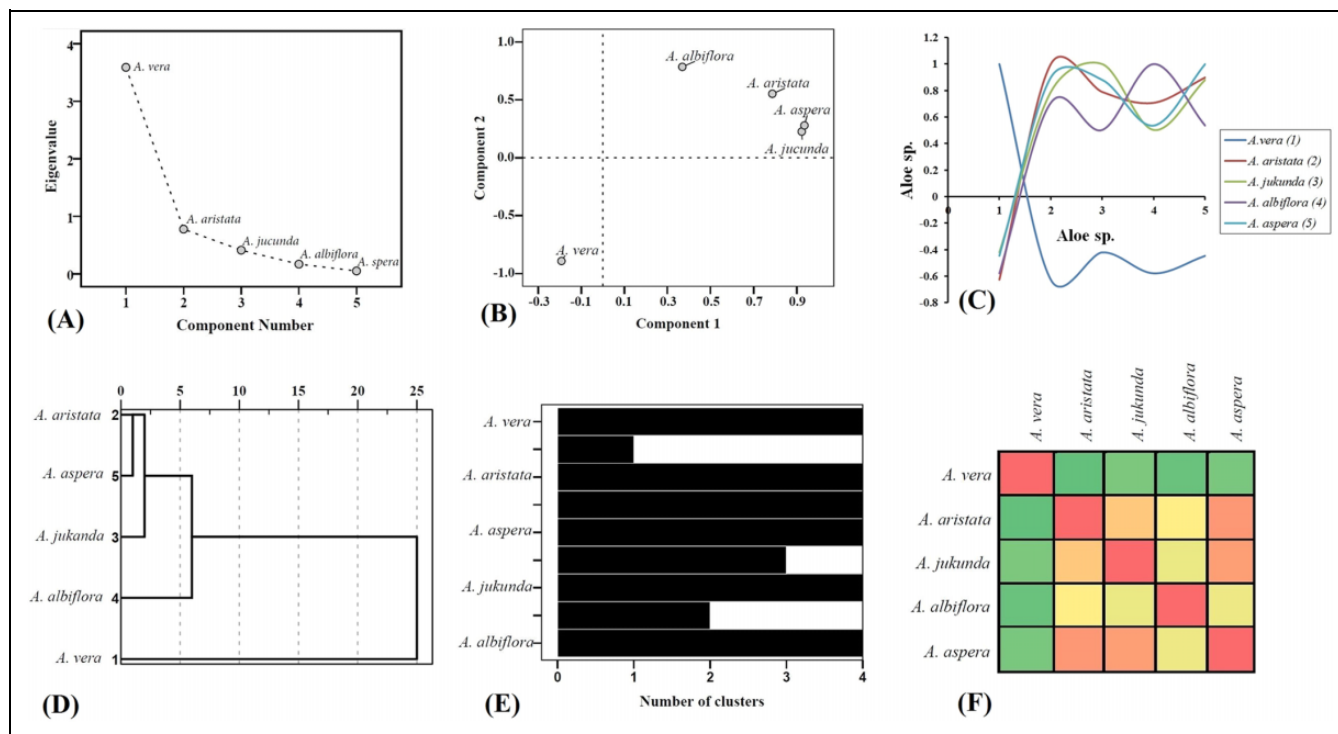 4
3
2
1
0
Eigenvalue
A. vera
A. aristata
A. jucunda
A. albiflora
A. spera
1 2 3 4 5
Component Number
(A)
1.0
0.5
0.0
-0.5
-1.0
Component 2
A. albiflora
A. aristata
A. aspera
A. jucunda
A. vera
-0.3 -0.1 0.1 0.3 0.5 0.7 0.9
Component 1
(B)
1.2
1
0.8
0.6
0.4
0.2
0
-0.2
-0.4
-0.6
-0.8
Aloe sp.
0 1 2 3 4 5
Aloe sp.
A.vera (1)
A. aristata (2)
A. jukunda (3)
A. albiflora (4)
A. aspera (5)
(C)
0 5 10 15 20 25
A. aristata 2
A. aspera 5
A. jukanda 3
A. albiflora 4
A. vera 1
(D)
A. vera
A. aristata
A. aspera
A. jukunda
A. albiflora
0 1 2 3 4
Number of clusters
(E)
A. vera
A. aristata
A. jukunda
A. albiflora
A. aspera
A. vera
A. aristata
A. jukunda
A. albiflora
A. aspera
(F)